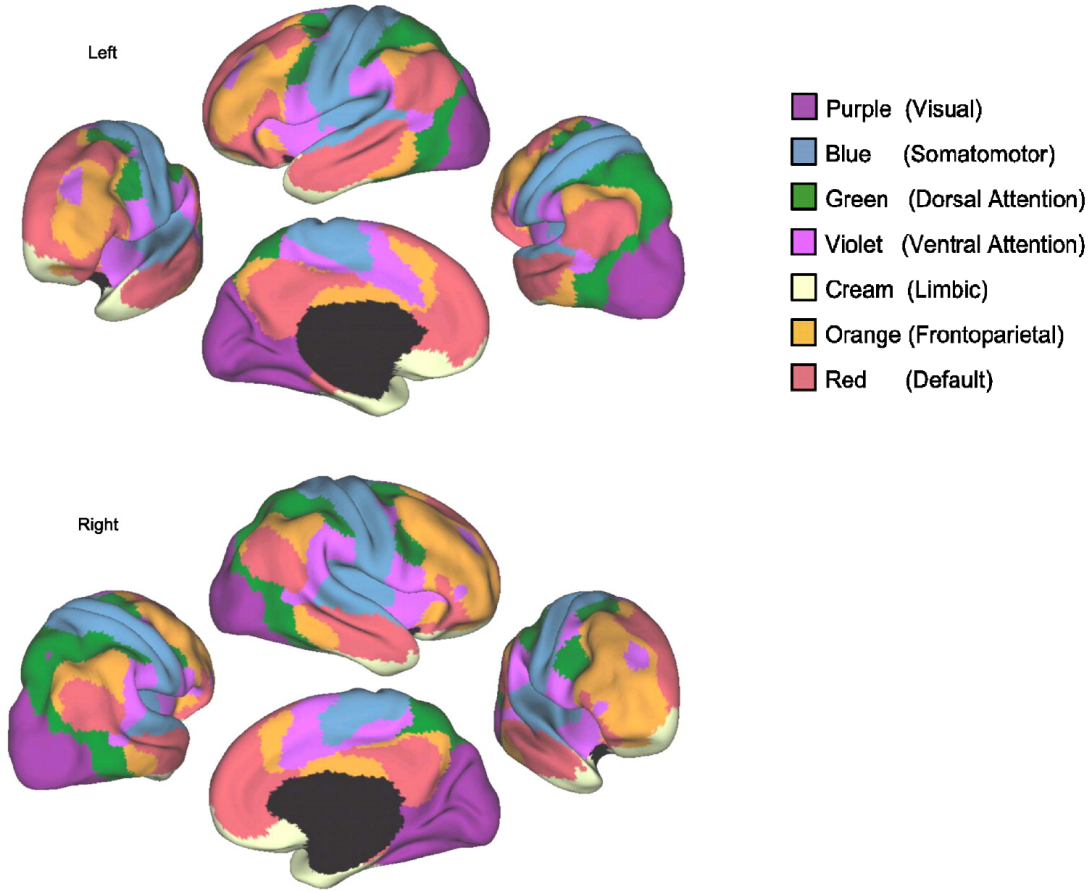 Left
Purple (Visual)
Blue (Somatomotor)
Green (Dorsal Attention)
Violet (Ventral Attention)
Cream (Limbic)
Orange (Frontoparietal)
Red (Default)
Right